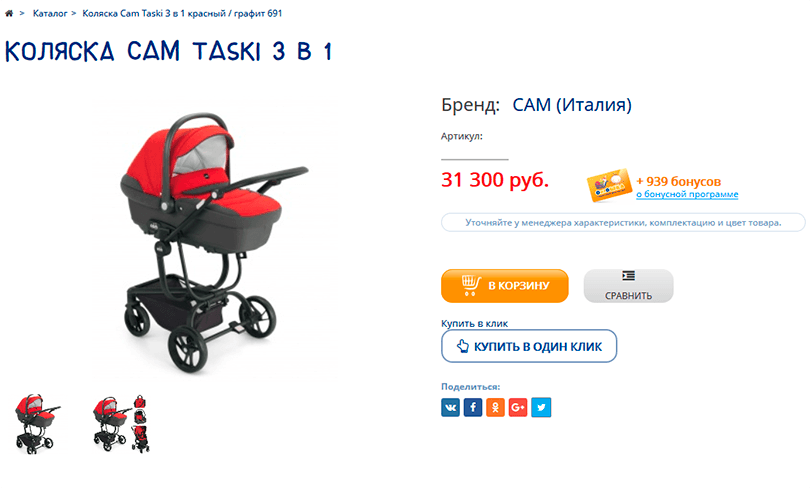 > Каталог > Коляска Cam Taski 3 в 1 красный / графит 691
КОЛЯСКА CAM TASKI 3 В 1
Бренд: CAM (Италия)
Артикул:
31 300 руб.
+ 939 бонусов
о бонусной программе
Уточняйте у менеджера характеристики, комплектацию и цвет товара.
В КОРЗИНУ
СРАВНИТЬ
Купить в клик
КУПИТЬ В ОДИН КЛИК
Поделиться: